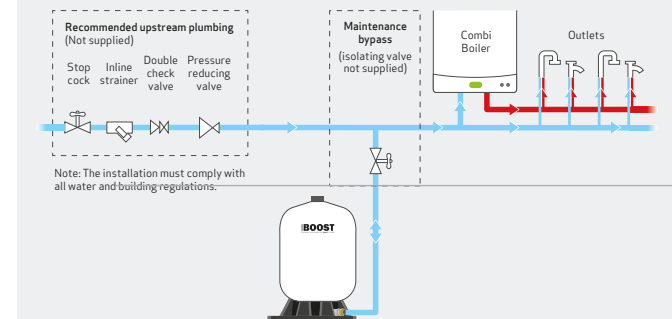 Recommended upstream plumbing
(Not supplied)
Stop cock
Inline strainer
Double check valve
Pressure reducing valve
Note: The installation must comply with
all water and building regulations.
Maintenance
bypass
(isolating valve
not supplied)
Combi
Boiler
Outlets
BOOST